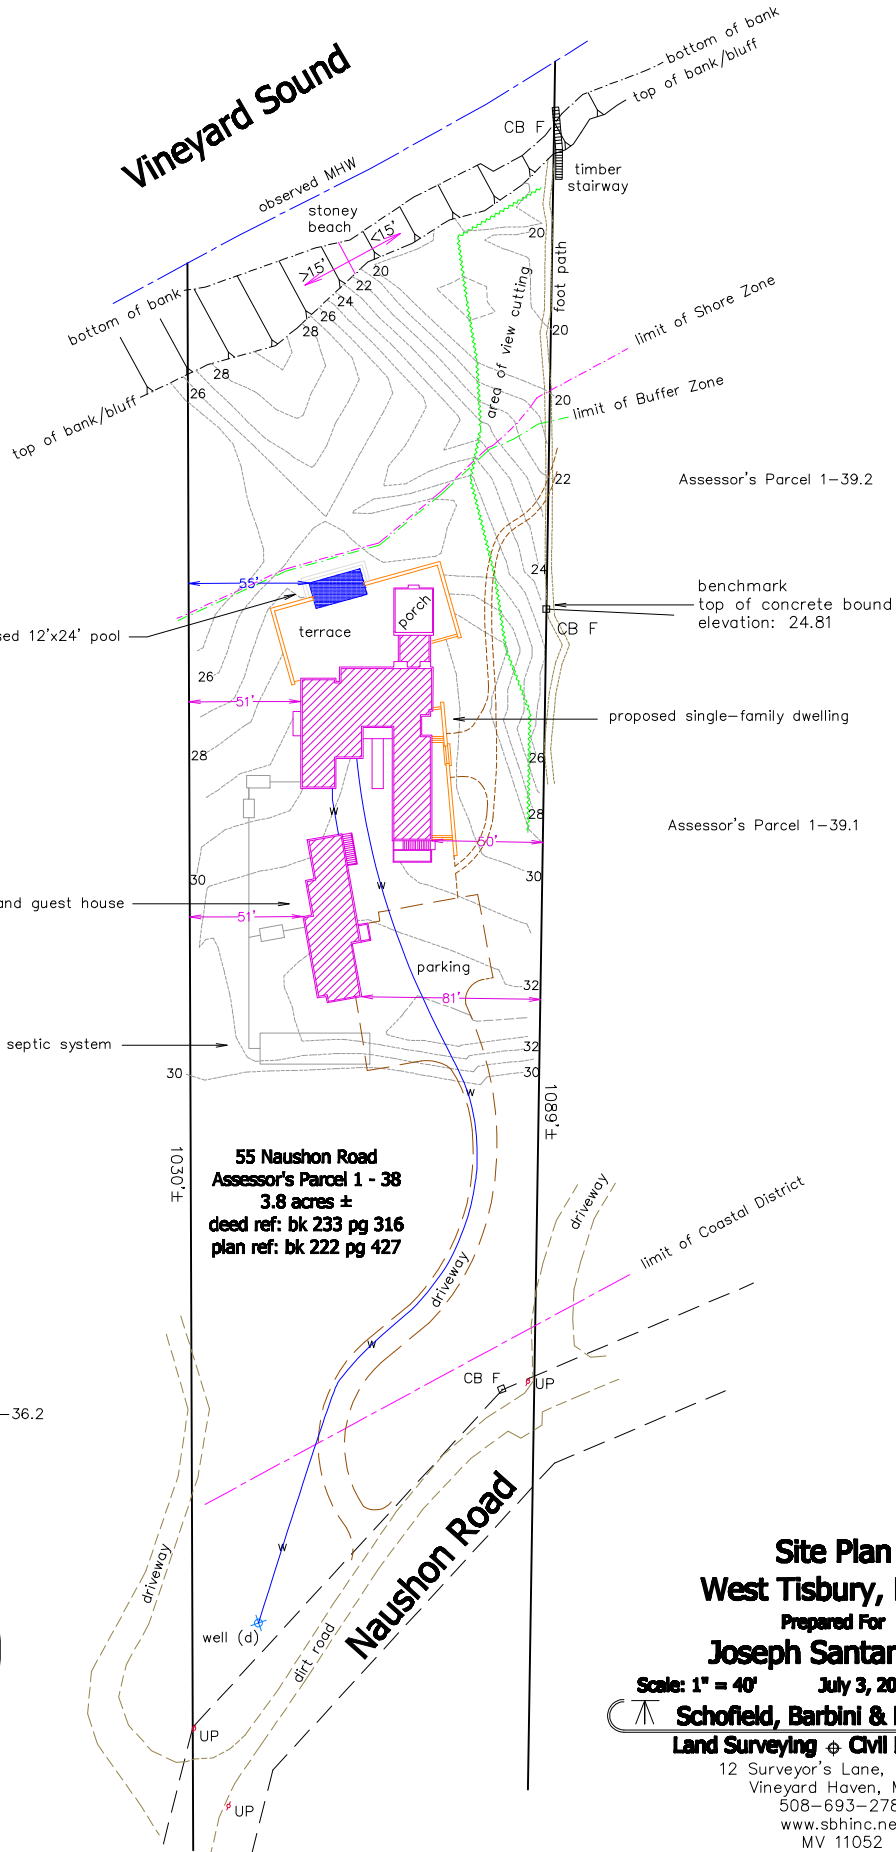 Vineyard Sound
bottom of bank
top of bank/bluff
CB F
timber
stairway
observed MHW
stoney
beach
<15'
>15'
20
22
24
26
28
20
20
20
22
24
26
28
30
32
32
30
foot path
area of view cutting
limit of Shore Zone
limit of Buffer Zone
bottom of bank
top of bank/bluff
28
26
Assessor's Parcel 1-39.2
55'
12'x24' pool
terrace
porch
benchmark
top of concrete bound
elevation: 24.81
CB F
26
51'
proposed single-family dwelling
28
W
60'
Assessor's Parcel 1-39.1
30
W
and guest house
51'
parking
81'
septic system
30
W
1089'±
1030'±
55 Naushon Road
Assessor's Parcel 1 - 38
3.8 acres ±
deed ref: bk 233 pg 316
plan ref: bk 222 pg 427
driveway
driveway
limit of Coastal District
W
CB F
UP
-36.2
Naushon Road
W
driveway
well (d)
dirt road
UP
UP
Site Plan
West Tisbury,
Prepared For
Joseph Santar
Scale: 1" = 40'
July 3, 20
Schofield, Barbini &
Land Surveying
Civil
12 Surveyor's Lane,
Vineyard Haven,
508-693-278
www.sbhinc.ne
MV 11052